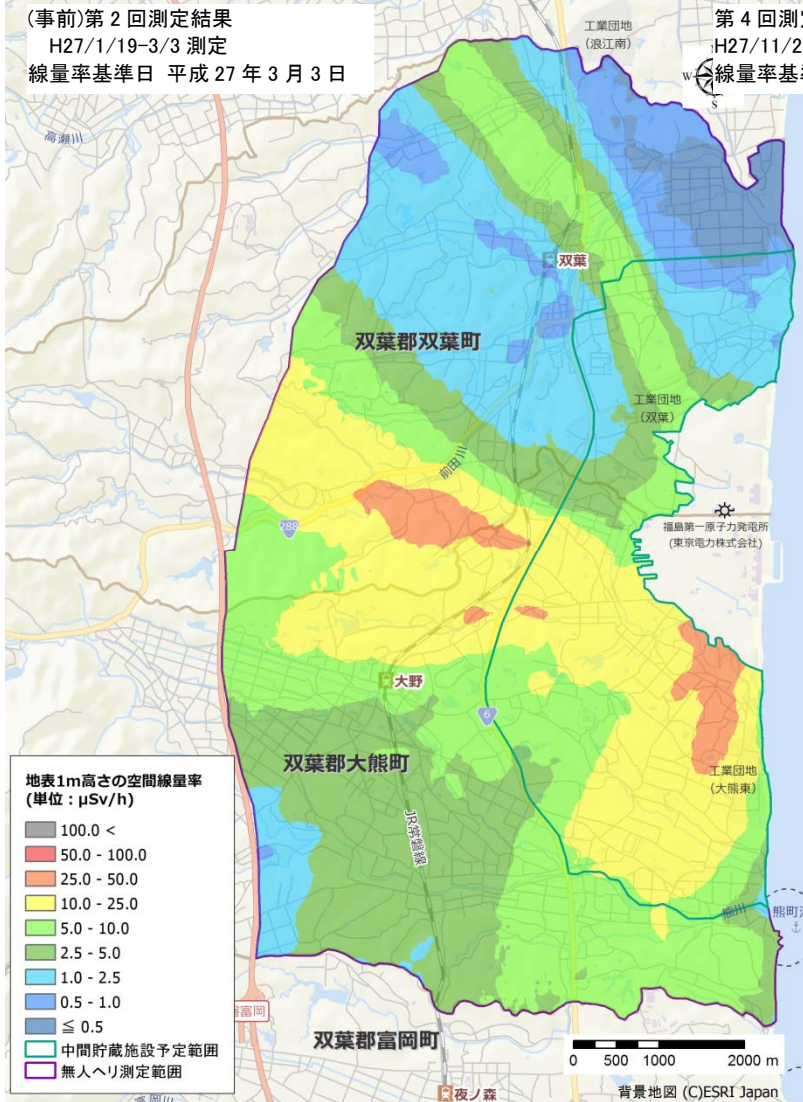 (事前)第 2 回測定結果
H27/1/19-3/3 測定
線量率基準日 平成 27 年 3 月 3 日
第 4 回測
H27/11/2
線量率基
工業団地
(浪江南)
W
S
高瀬川
双葉
双葉郡双葉町
工業団地
(双葉)
前田川
288
福島第一原子力発電所
(東京電力株式会社)
大野
6
双葉郡大熊町
工業団地
(大熊東)
JR常磐線
熊川
熊町
地表1m高さの空間線量率
(単位:μSv/h)
100.0 <
50.0 - 100.0
25.0 - 50.0
10.0 - 25.0
5.0 - 10.0
2.5 - 5.0
1.0 - 2.5
0.5 - 1.0
≦ 0.5
中間貯蔵施設予定範囲
無人ヘリ測定範囲
富岡
双葉郡富岡町
0 500 1000 2000 m
夜ノ森
背景地図 (C)ESRI Japan